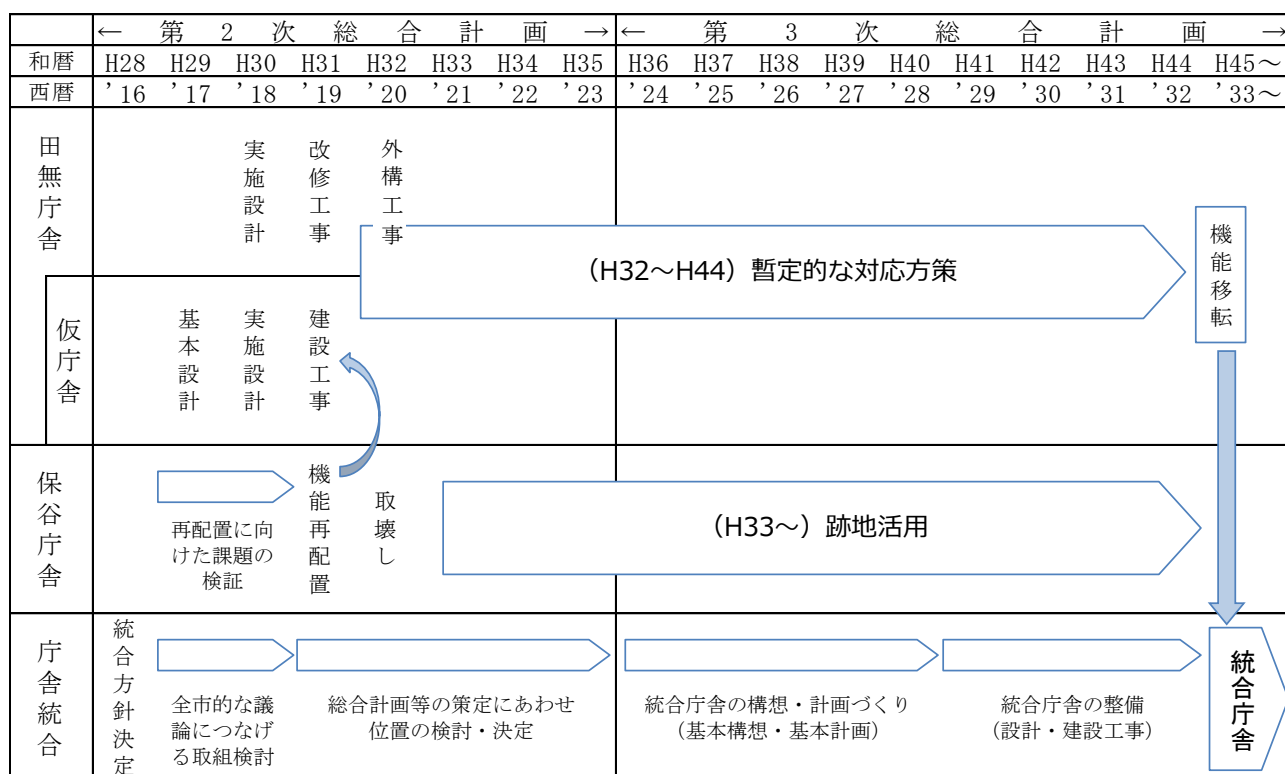 ← 第 2 次 総 合 計 画 →
← 第 3 次 総 合 計 画 →
和暦 H28 H29 H30 H31 H32 H33 H34 H35 H36 H37 H38 H39 H40 H41 H42 H43 H44 H45～
西暦 ’16 ’17 ’18 ’19 ’20 ’21 ’22 ’23 ’24 ’25 ’26 ’27 ’28 ’29 ’30 ’31 ’32 ’33～
田無庁舎
実施設計
改修工事
外構工事
(H32～H44) 暫定的な対応方策
機能移転
仮庁舎
基本設計
実施設計
建設工事
保谷庁舎
再配置に向
けた課題の
検証
機能再配置
取壊し
(H33～) 跡地活用
庁舎統合
統合方針決定
全市的な議
論につなげ
る取組検討
総合計画等の策定にあわせ
位置の検討・決定
統合庁舎の構想・計画づくり
(基本構想・基本計画)
統合庁舎の整備
(設計・建設工事)
統合庁舎